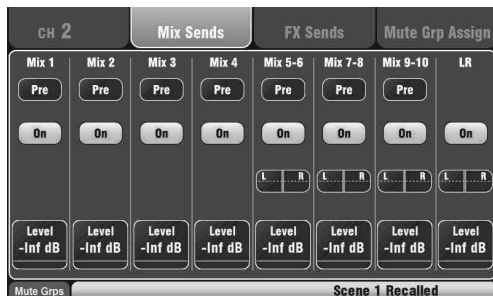 CH 2 Mix Sends FX Sends Mute Grp Assign
Mix 1 Mix 2 Mix 3 Mix 4 Mix 5-6 Mix 7-8 Mix 9-10 LR
Pre Pre Pre Pre Pre Pre Pre
On On On On On On On On
L R L R L R L R
Level Level Level Level Level Level Level Level
-Inf dB -Inf dB -Inf dB -Inf dB -Inf dB -Inf dB -Inf dB -Inf dB
Mute Grps Scene 1 Recalled